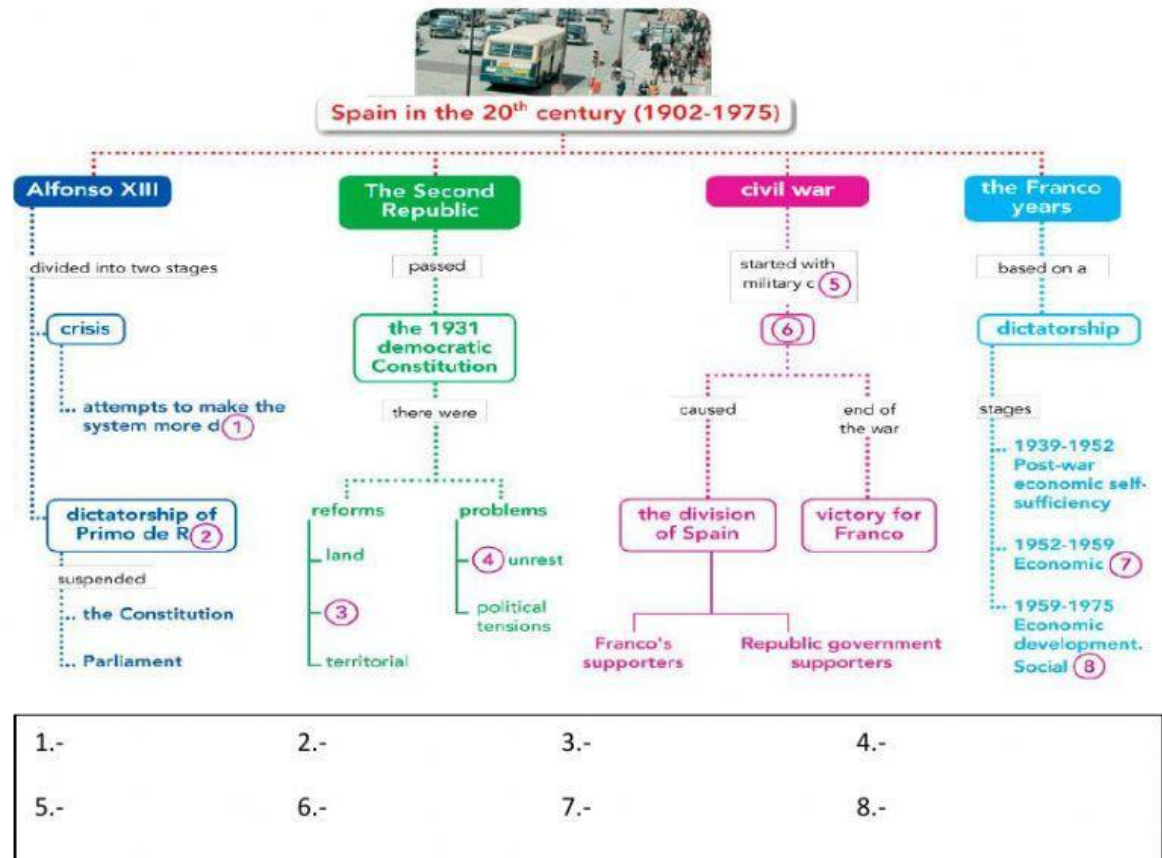 Spain in the 20th century (1902-1975)
Alfonso XIII
divided into two stages
crisis
attempts to make the
system more d 1
dictatorship of
Primo de R 2
suspended
the Constitution
Parliament
The Second
Republic
passed
the 1931
democratic
Constitution
there were
reforms
land
3
territorial
problems
4 unrest
political
tensions
civil war
started with
military c 5
6
caused
the division
of Spain
Franco's
supporters
Republic government
supporters
end of
the war
victory for
Franco
the Franco
years
based on a
dictatorship
stages
1939-1952
Post-war
economic self-
sufficiency
1952-1959
Economic 7
1959-1975
Economic
development.
Social 8
1.- 2.- 3.- 4.-
5.- 6.- 7.- 8.-